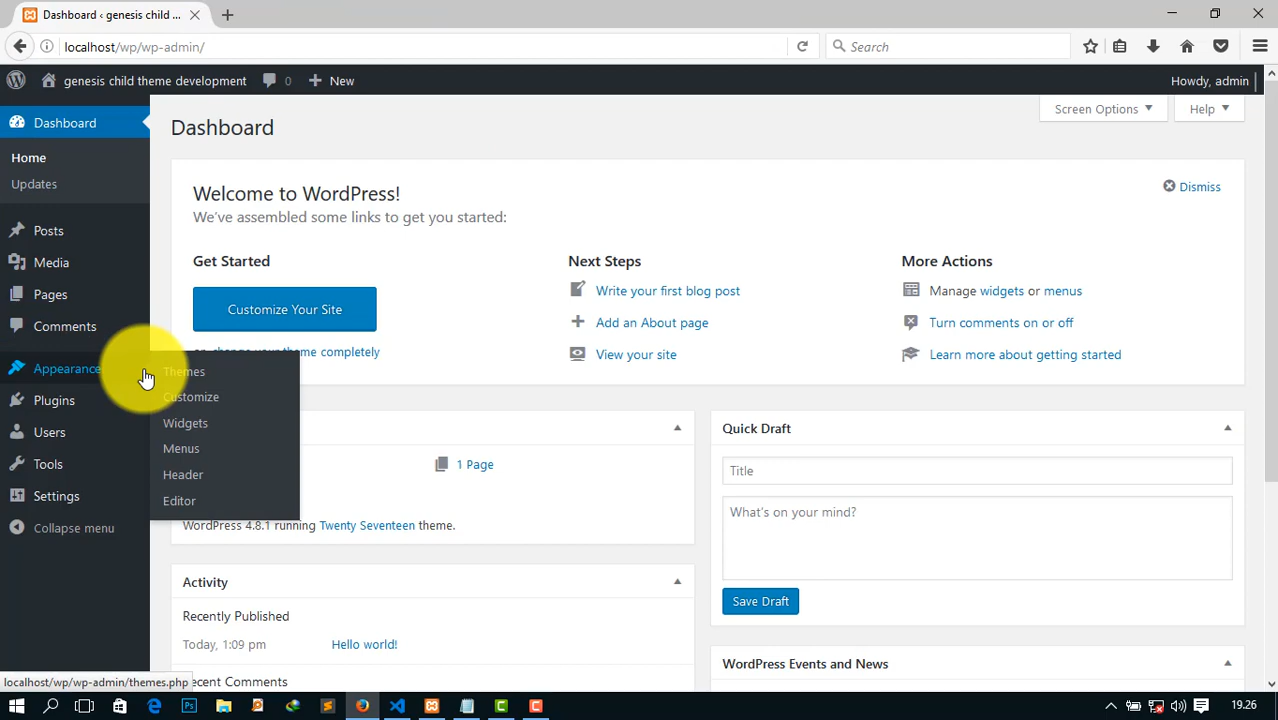 Dashboard ‹ genesis child ...
localhost/wp/wp-admin/
Search
genesis child theme development
0
New
Howdy, admin
Dashboard
Home
Updates
Posts
Media
Pages
Comments
Appearance
Plugins
Users
Tools
Settings
Collapse menu
Themes
Customize
Widgets
Menus
Header
Editor
Dashboard
Screen Options
Help
Welcome to WordPress!
We've assembled some links to get you started:
Dismiss
Get Started
Customize Your Site
or, change your theme completely
Next Steps
Write your first blog post
Add an About page
View your site
More Actions
Manage widgets or menus
Turn comments on or off
Learn more about getting started
1 Page
WordPress 4.8.1 running Twenty Seventeen theme.
Activity
Recently Published
Today, 1:09 pm
Hello world!
Recent Comments
Quick Draft
Title
What's on your mind?
Save Draft
WordPress Events and News
localhost/wp/wp-admin/themes.php
19.26